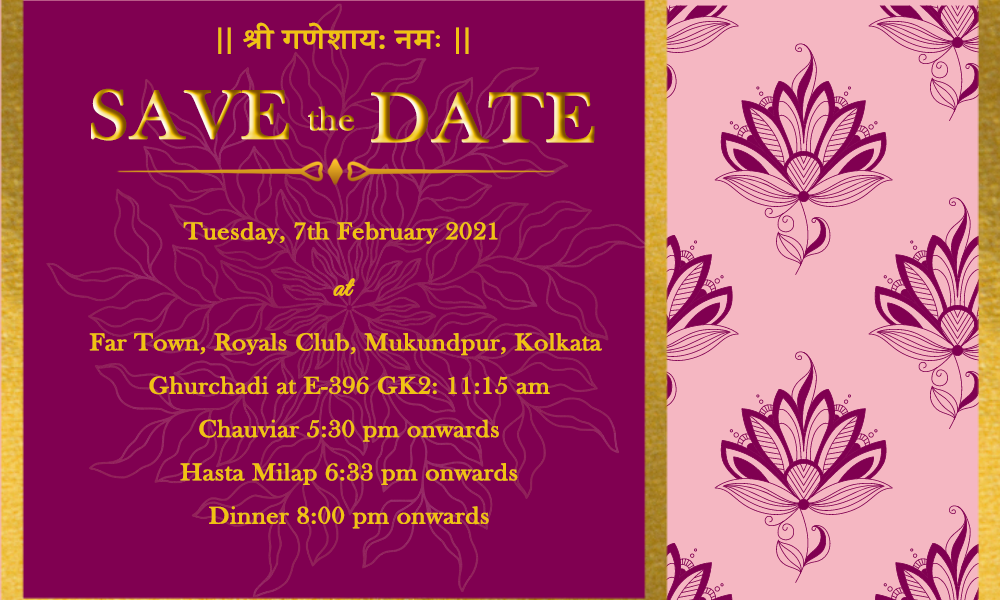 || श्री गणेशाय: नमः ||
SAVE the DATE
Tuesday, 7th February 2021
at
Far Town, Royals Club, Mukundpur, Kolkata
Ghurchadi at E-396 GK2: 11:15 am
Chauviar 5:30 pm onwards
Hasta Milap 6:33 pm onwards
Dinner 8:00 pm onwards